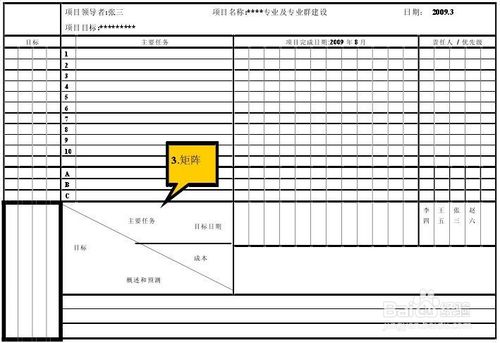 项目领导者:张三 项目名称:****专业及专业群建设 日期: 2009.3
项目目标:*********
目标 主要任务 项目完成日期:2009年8月 责任人/优先级
1
2
3
4
5
6
7
8
9
10
A
B
C
3.矩阵
李四 王五 张三 赵六
主要任务
目标日期
目标
成本
概述和预测
Baidu经验
jingyan.baidu.com